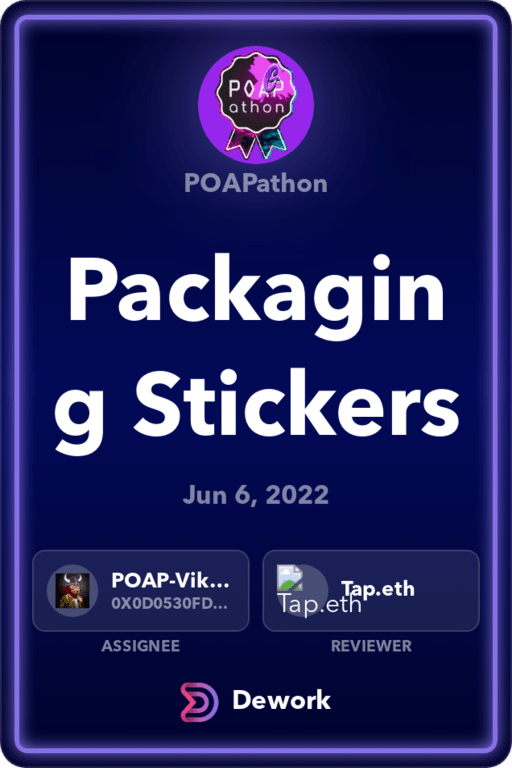 POAP
athon
POAPathon
Packagin
g Stickers
Jun 6, 2022
POAP-Vik...
0X0D0530FD...
Tap.eth
Tap.eth
ASSIGNEE
REVIEWER
Dework